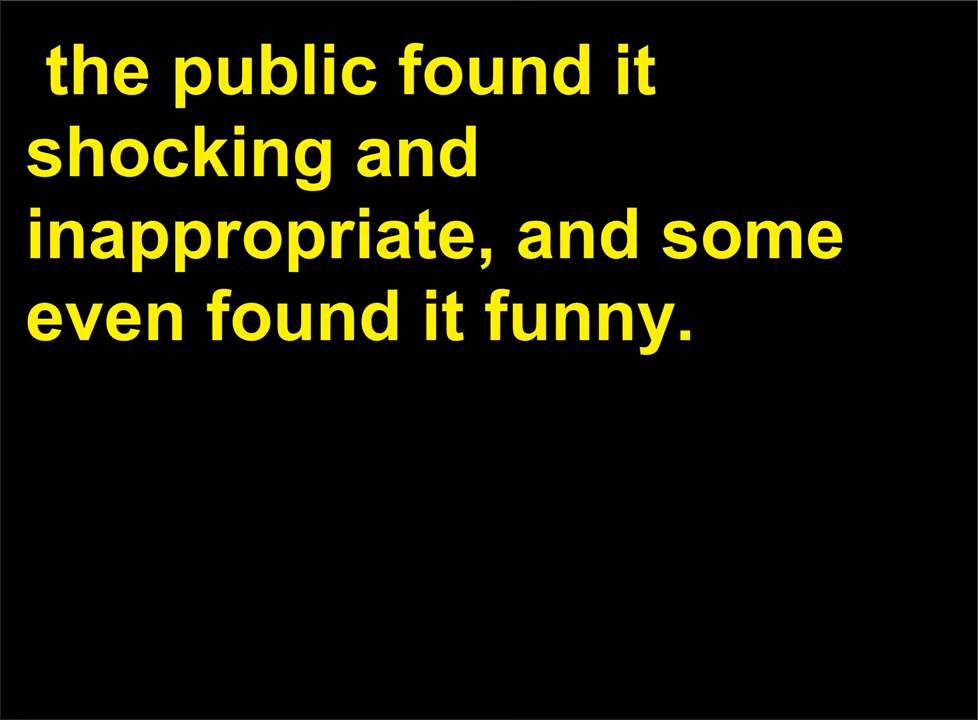 the public found it
shocking and
inappropriate, and some
even found it funny.